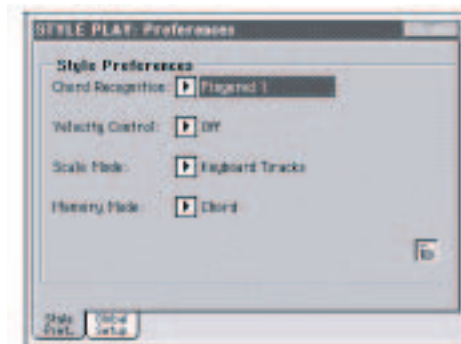 STYLE PLAY: Preferences
Style Preferences
Chord Recognition: Fingered 1
Velocity Control: Off
Scale Mode: Keyboard Tracks
Memory Mode: Chord
Style Pref.
Global Setup